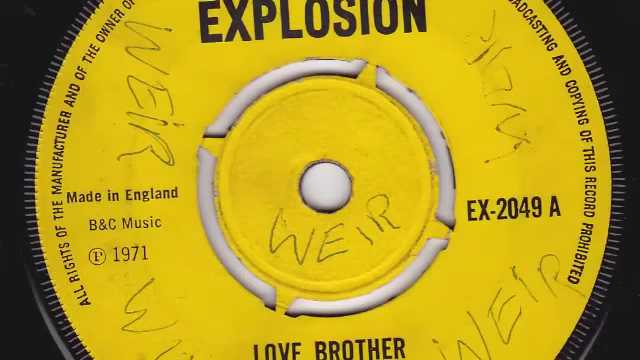 EXPLOSION
ALL RIGHTS OF THE MANUFACTURER AND OF THE OWNER OF
BROADCASTING AND COPYING OF THIS RECORD PROHIBITED
WEIR
WEIR
Made in England
B&C Music
Ⓟ 1971
WEIR
EX-2049 A
WEIR
LOVE BROTHER